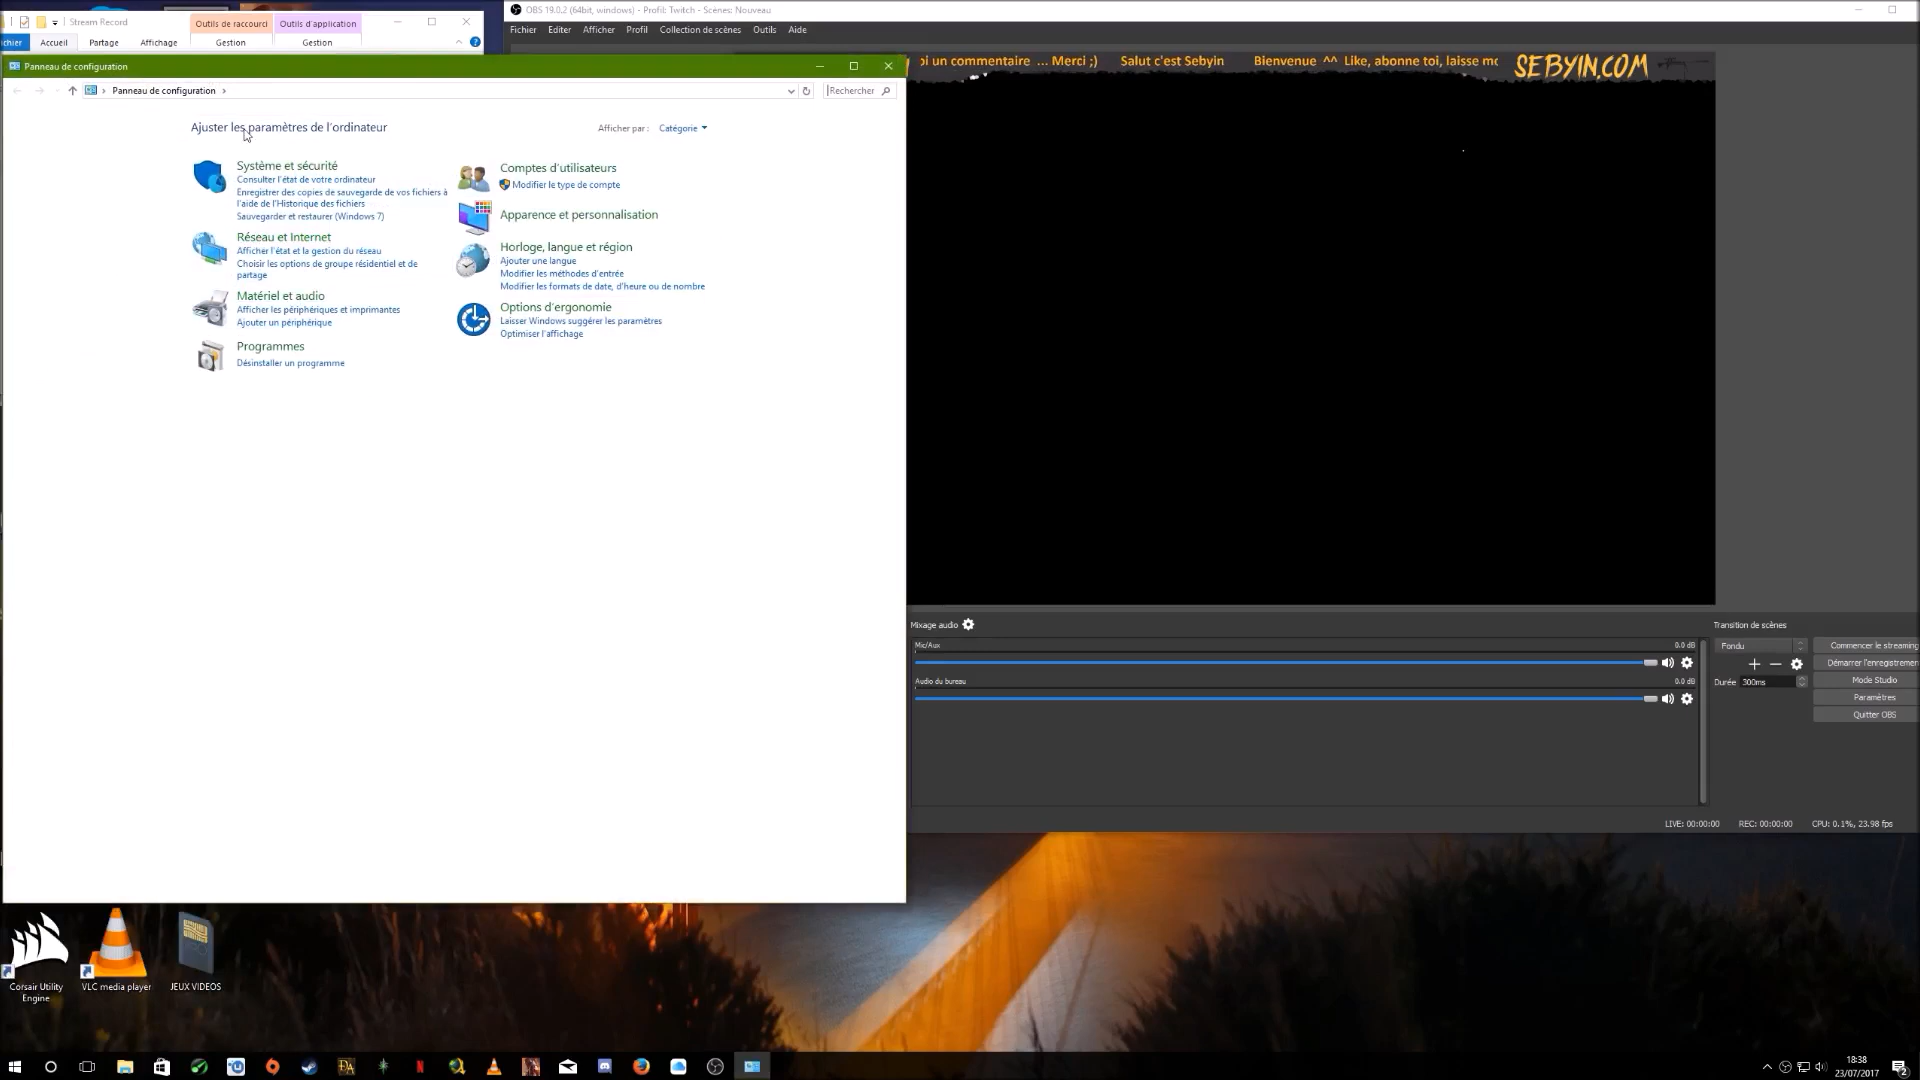 Stream Record
Outils de raccourci
Outils d'application
Fichier
Accueil
Partage
Affichage
Gestion
Gestion
OBS 19.0.2 (64bit, windows) - Profil: Twitch - Scènes: Nouveau
Fichier Editer Afficher Profil Collection de scènes Outils Aide
oi un commentaire ... Merci ;) Salut c'est Sebyin Bienvenue ^^ Like, abonne toi, laisse mo
SEBYIN.COM
Panneau de configuration
Panneau de configuration
Rechercher
Ajuster les paramètres de l'ordinateur
Afficher par : Catégorie
Système et sécurité
Consulter l'état de votre ordinateur
Enregistrer des copies de sauvegarde de vos fichiers à
l'aide de l'Historique des fichiers
Sauvegarder et restaurer (Windows 7)
Réseau et Internet
Afficher l'état et la gestion du réseau
Choisir les options de groupe résidentiel et de
partage
Matériel et audio
Afficher les périphériques et imprimantes
Ajouter un périphérique
Programmes
Désinstaller un programme
Comptes d'utilisateurs
Modifier le type de compte
Apparence et personnalisation
Horloge, langue et région
Ajouter une langue
Modifier les méthodes d'entrée
Modifier les formats de date, d'heure ou de nombre
Options d'ergonomie
Laisser Windows suggérer les paramètres
Optimiser l'affichage
Mixage audio
Mic/Aux 0.0 dB
Audio du bureau 0.0 dB
Transition de scènes
Fondu
Durée 300ms
Commencer le streaming
Démarrer l'enregistremen
Mode Studio
Paramètres
Quitter OBS
LIVE: 00:00:00 REC: 00:00:00 CPU: 0.1%, 23.98 fps
Corsair Utility
Engine
VLC media player
JEUX VIDEOS
18:38
23/07/2017
2